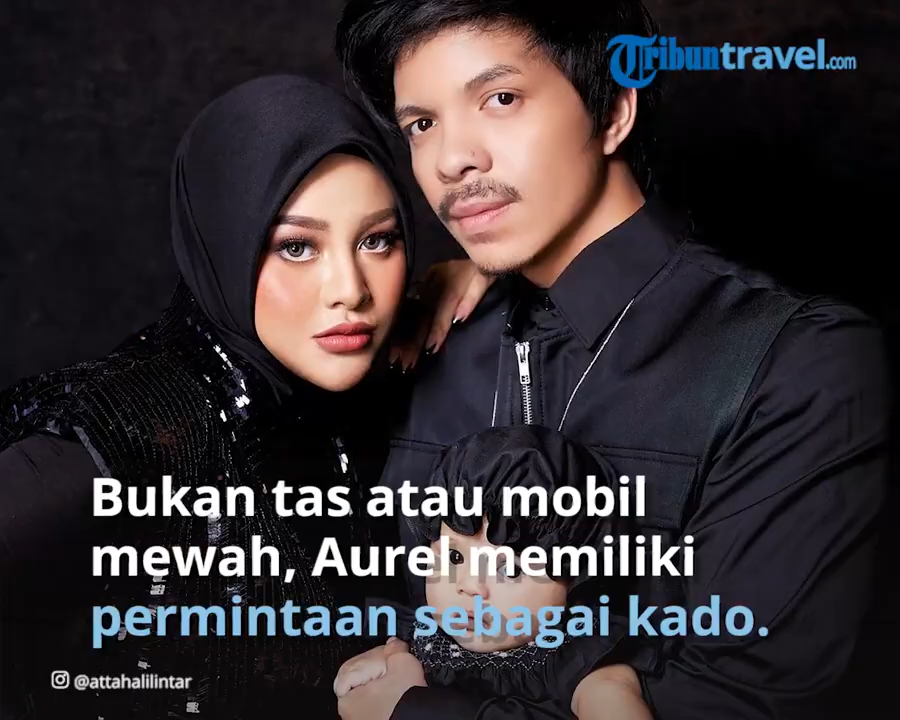 Tribuntravel.com
Bukan tas atau mobil
mewah, Aurel memiliki
permintaan sebagai kado.
@attahalilintar